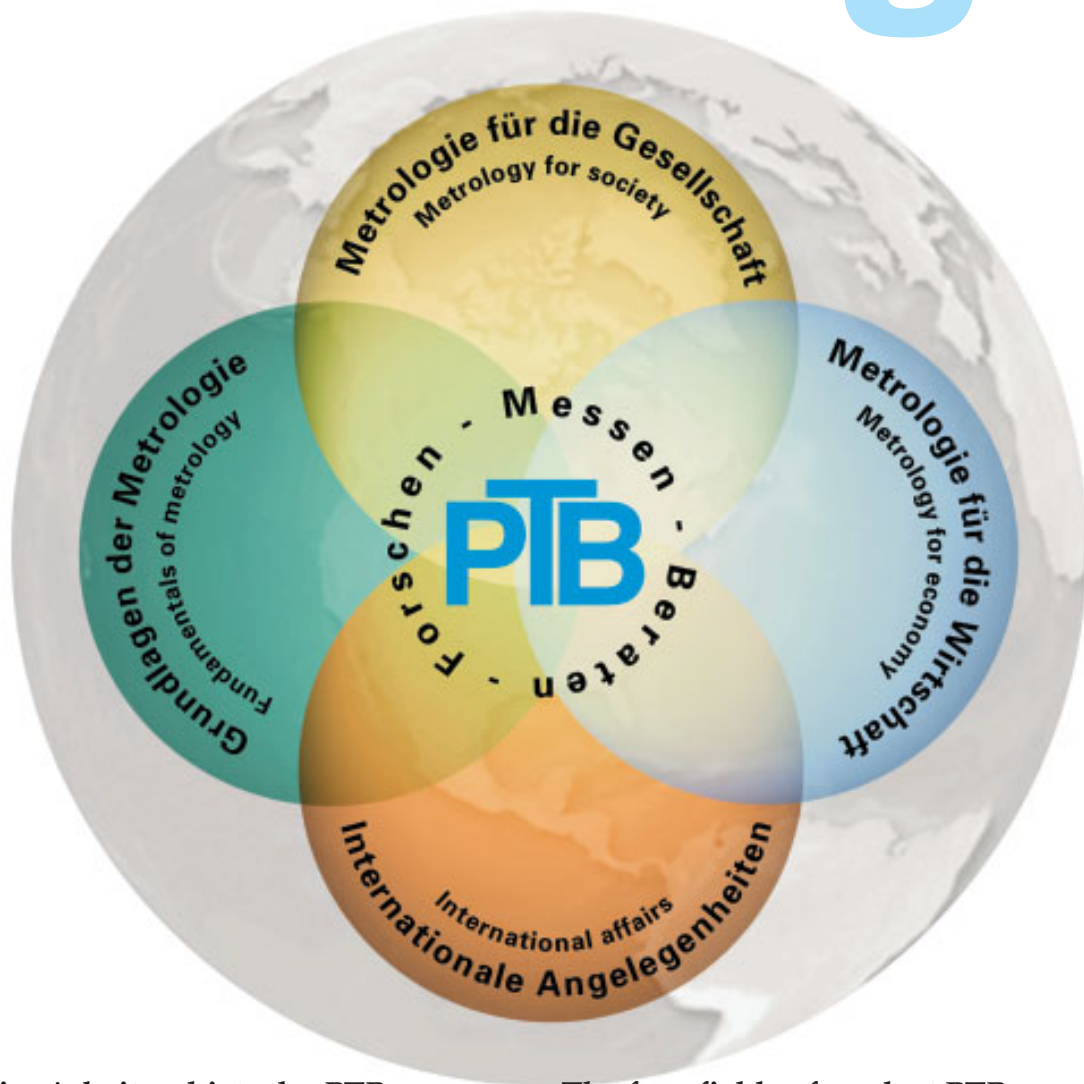 Metrologie für die Gesellschaft
Metrology for society
Grundlagen der Metrologie
Fundamentals of metrology
Metrologie für die Wirtschaft
Metrology for economy
Forschen - Messen - Beraten -
PTB
International affairs
Internationale Angelegenheiten